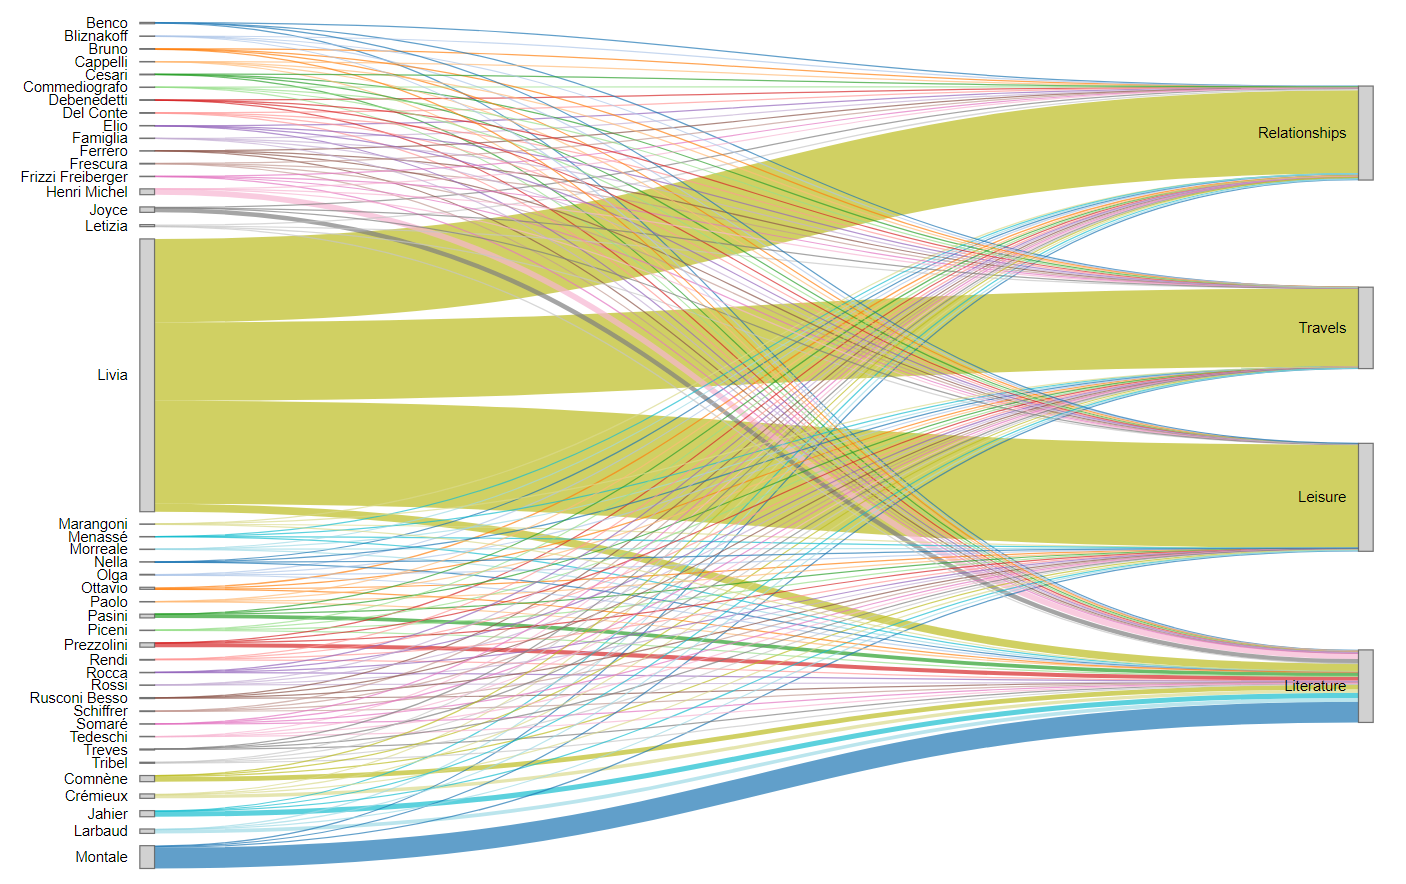 Benco
Bliznakoff
Bruno
Cappelli
Cesari
Commediografo
Debenedetti
Del Conte
Elio
Famiglia
Ferrero
Frescura
Frizzi Freiberger
Henri Michel
Joyce
Letizia
Livia
Marangoni
Menassé
Morreale
Nella
Olga
Ottavio
Paolo
Pasini
Piceni
Prezzolini
Rendi
Rocca
Rossi
Rusconi Besso
Schiffrer
Somaré
Tedeschi
Treves
Tribel
Comnène
Crémieux
Jahier
Larbaud
Montale
Relationships
Travels
Leisure
Literature